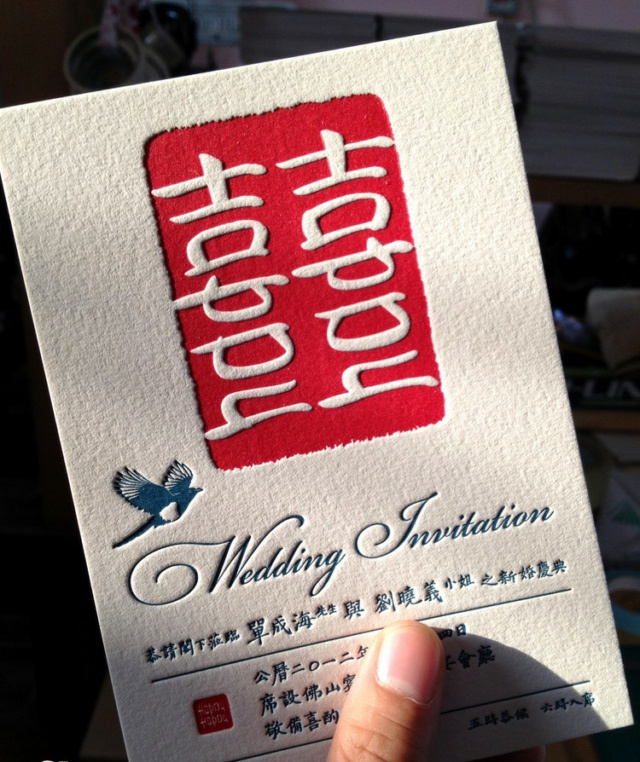 囍
Wedding Invitation
恭請閣下蒞臨 單成海先生 與 劉曉義小姐 之新婚慶典
公曆二〇一二年 四日
席設佛山 會廳
敬備喜酌 五時恭候 六時入席